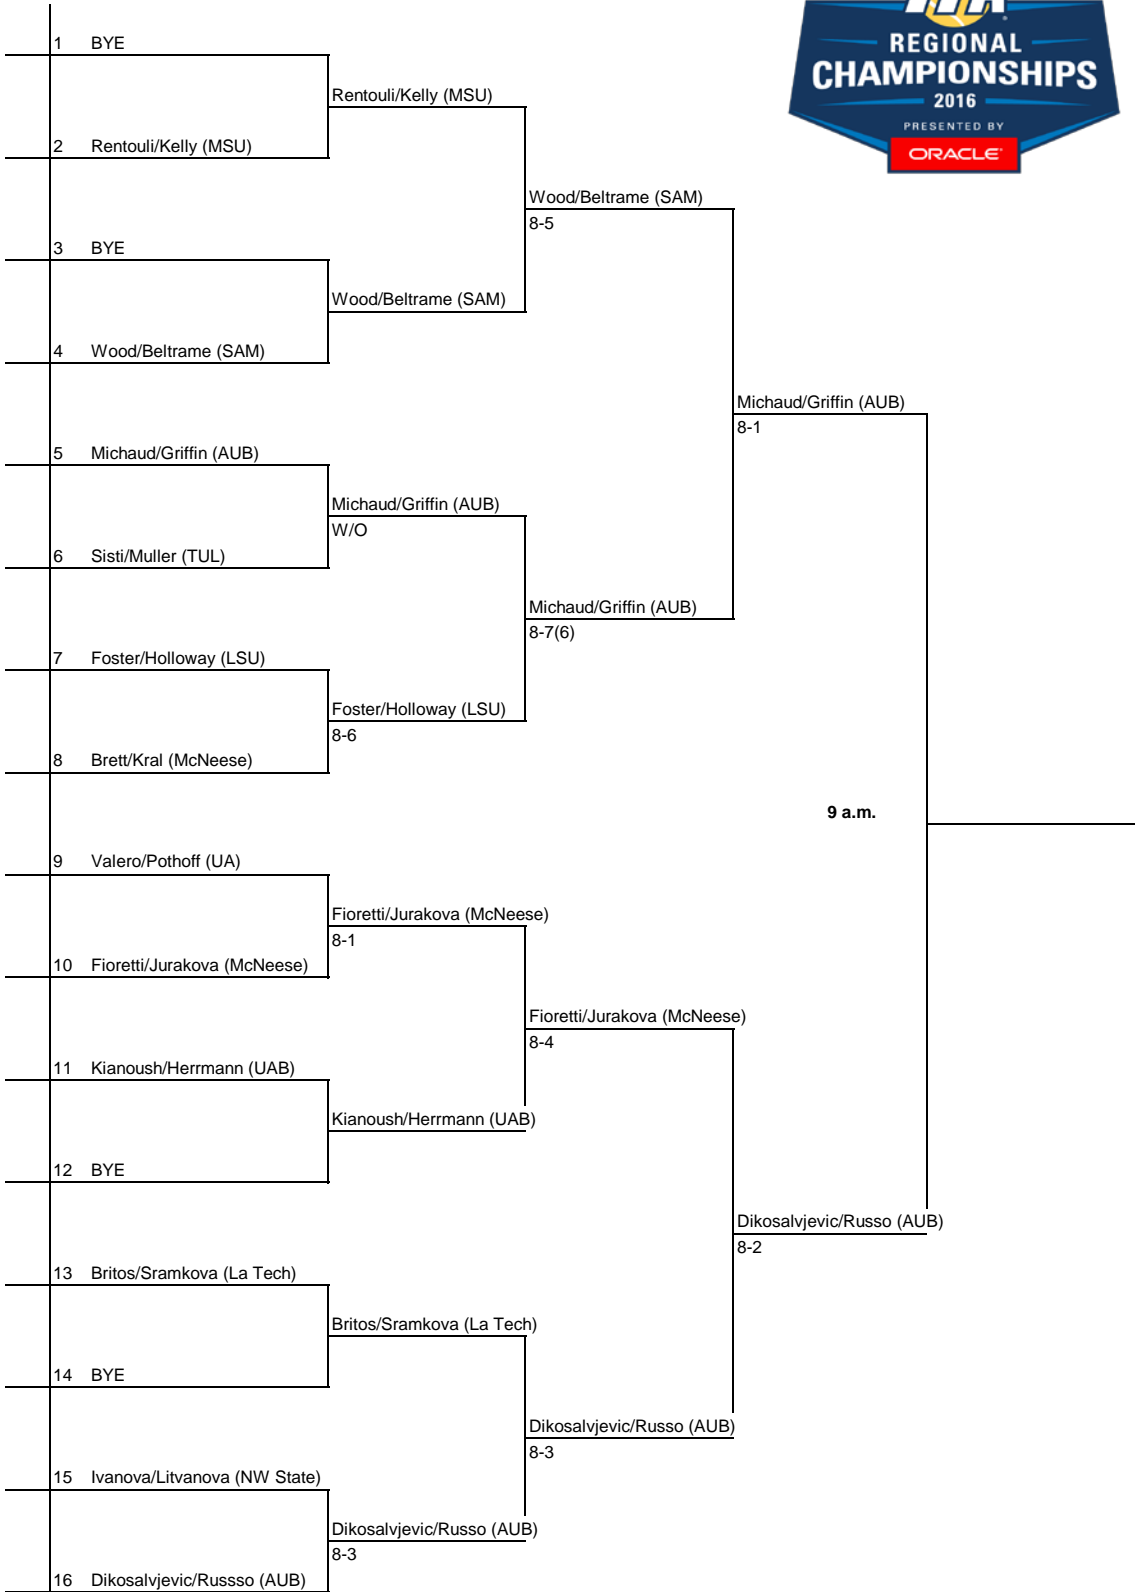 REGIONAL
CHAMPIONSHIPS
2016
PRESENTED BY
ORACLE
1 BYE
Rentouli/Kelly (MSU)
2 Rentouli/Kelly (MSU)
Wood/Beltrame (SAM)
8-5
3 BYE
Wood/Beltrame (SAM)
4 Wood/Beltrame (SAM)
Michaud/Griffin (AUB)
8-1
5 Michaud/Griffin (AUB)
Michaud/Griffin (AUB)
W/O
6 Sisti/Muller (TUL)
Michaud/Griffin (AUB)
8-7(6)
7 Foster/Holloway (LSU)
Foster/Holloway (LSU)
8-6
8 Brett/Kral (McNeese)
9 a.m.
9 Valero/Pothoff (UA)
Fioretti/Jurakova (McNeese)
8-1
10 Fioretti/Jurakova (McNeese)
Fioretti/Jurakova (McNeese)
8-4
11 Kianoush/Herrmann (UAB)
Kianoush/Herrmann (UAB)
12 BYE
Dikosalvjevic/Russo (AUB)
8-2
13 Britos/Sramkova (La Tech)
Britos/Sramkova (La Tech)
14 BYE
Dikosalvjevic/Russo (AUB)
8-3
15 Ivanova/Litvanova (NW State)
Dikosalvjevic/Russo (AUB)
8-3
16 Dikosalvjevic/Russso (AUB)